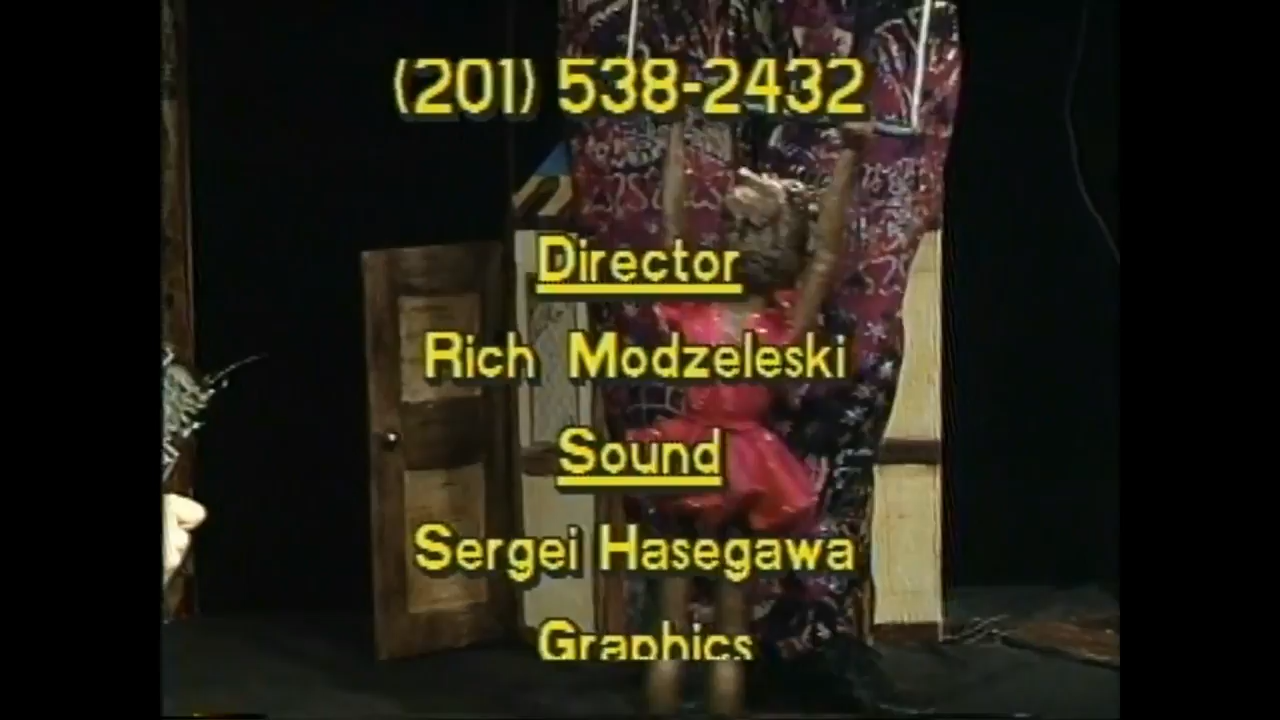 (201) 538-2432
Director
Rich Modzeleski
Sound
Sergei Hasegawa
Graphics